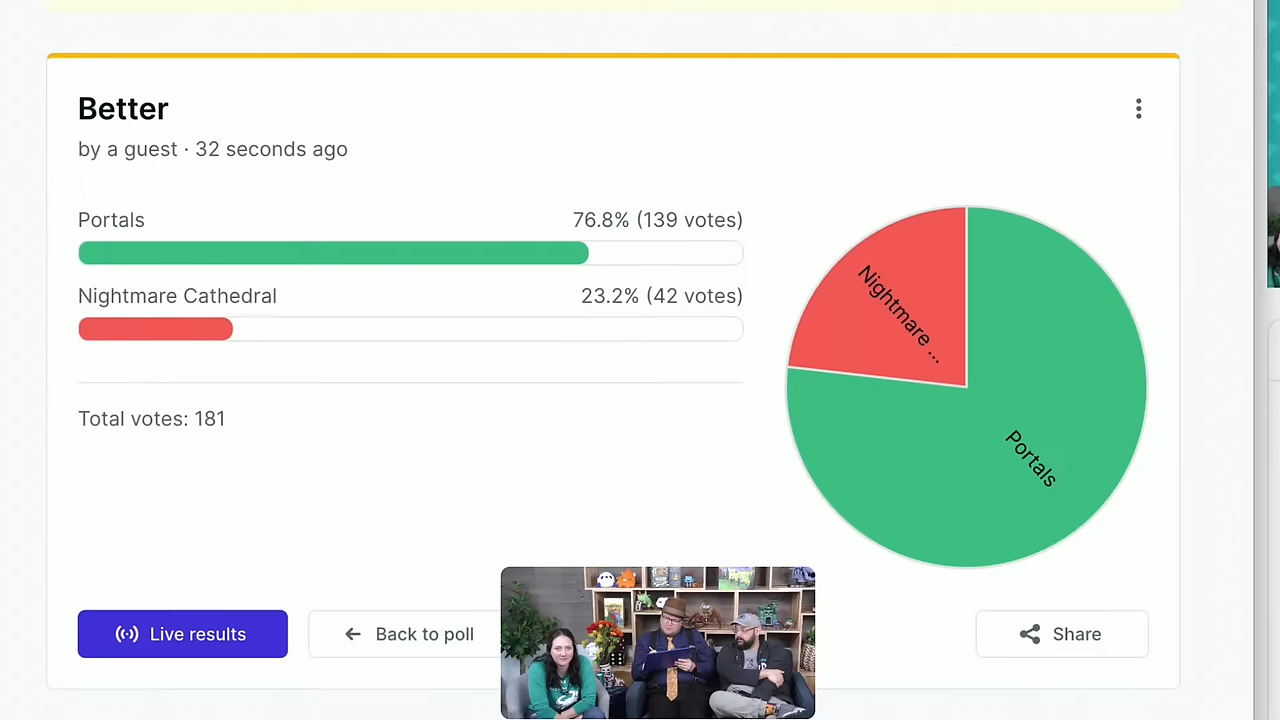 Better
by a guest · 32 seconds ago
Portals 76.8% (139 votes)
Nightmare Cathedral 23.2% (42 votes)
Total votes: 181
Nightmare ...
Portals
Live results
Back to poll
Share